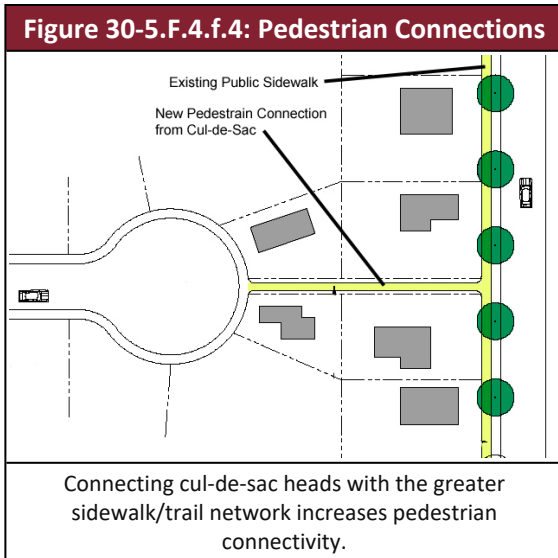 Figure 30-5.F.4.f.4: Pedestrian Connections
Existing Public Sidewalk
New Pedestrain Connection
from Cul-de-Sac
Connecting cul-de-sac heads with the greater
sidewalk/trail network increases pedestrian
connectivity.